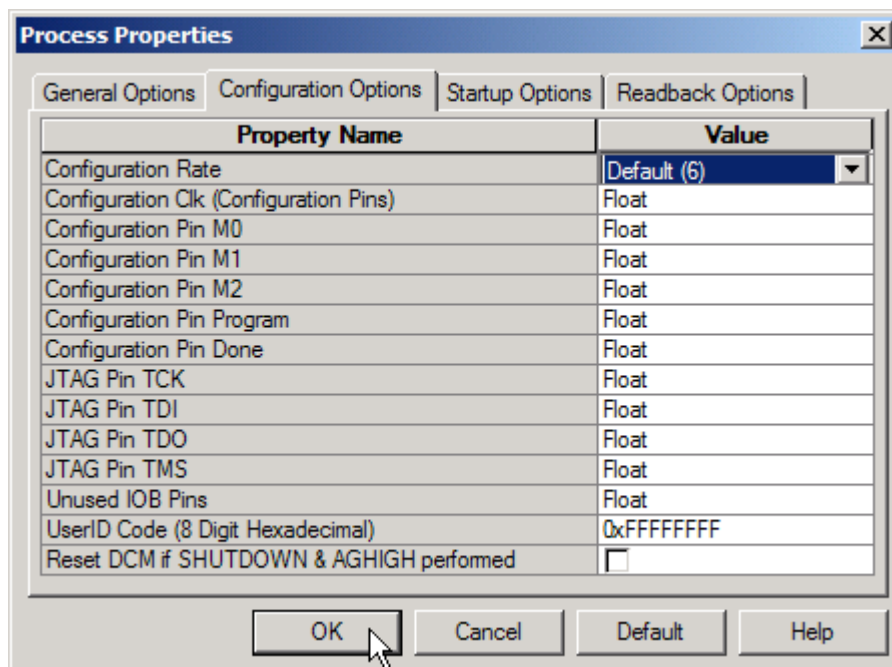 Process Properties
General Options Configuration Options Startup Options Readback Options
Property Name Value
Configuration Rate Default (6)
Configuration Clk (Configuration Pins) Float
Configuration Pin M0 Float
Configuration Pin M1 Float
Configuration Pin M2 Float
Configuration Pin Program Float
Configuration Pin Done Float
JTAG Pin TCK Float
JTAG Pin TDI Float
JTAG Pin TDO Float
JTAG Pin TMS Float
Unused IOB Pins Float
UserID Code (8 Digit Hexadecimal) 0xFFFFFFFF
Reset DCM if SHUTDOWN & AGHIGH performed
OK Cancel Default Help